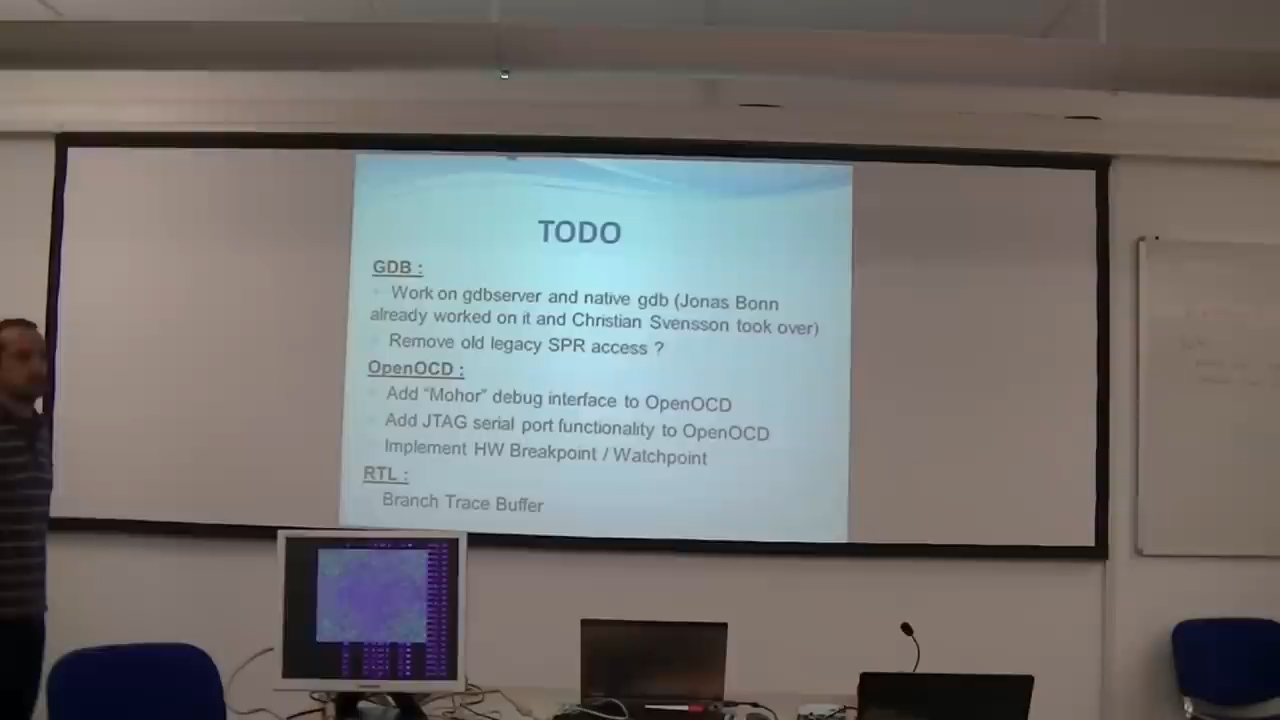 TODO
GDB :
Work on gdbserver and native gdb (Jonas Bonn
already worked on it and Christian Svensson took over)
Remove old legacy SPR access ?
OpenOCD :
Add “Mohor” debug interface to OpenOCD
Add JTAG serial port functionality to OpenOCD
Implement HW Breakpoint / Watchpoint
RTL :
Branch Trace Buffer